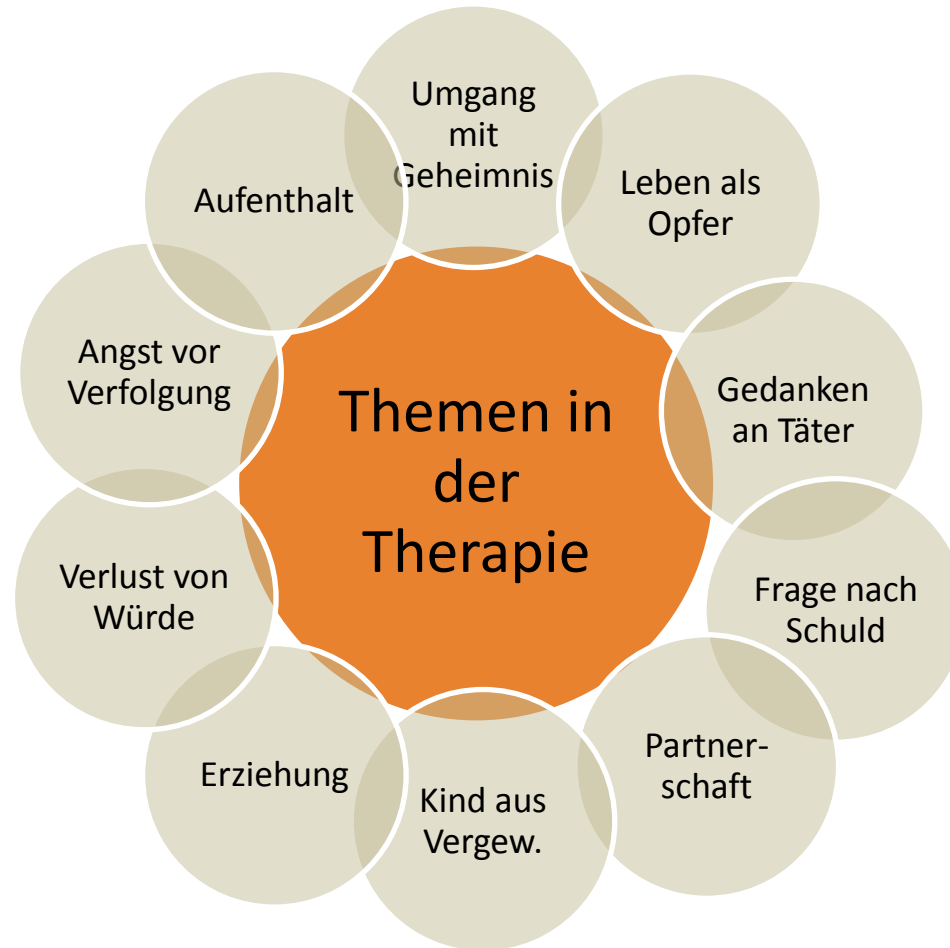 Umgang
mit
Geheimnis
Leben als
Opfer
Gedanken
an Täter
Frage nach
Schuld
Partner-
schaft
Kind aus
Vergew.
Erziehung
Verlust von
Würde
Angst vor
Verfolgung
Aufenthalt
Themen in
der
Therapie